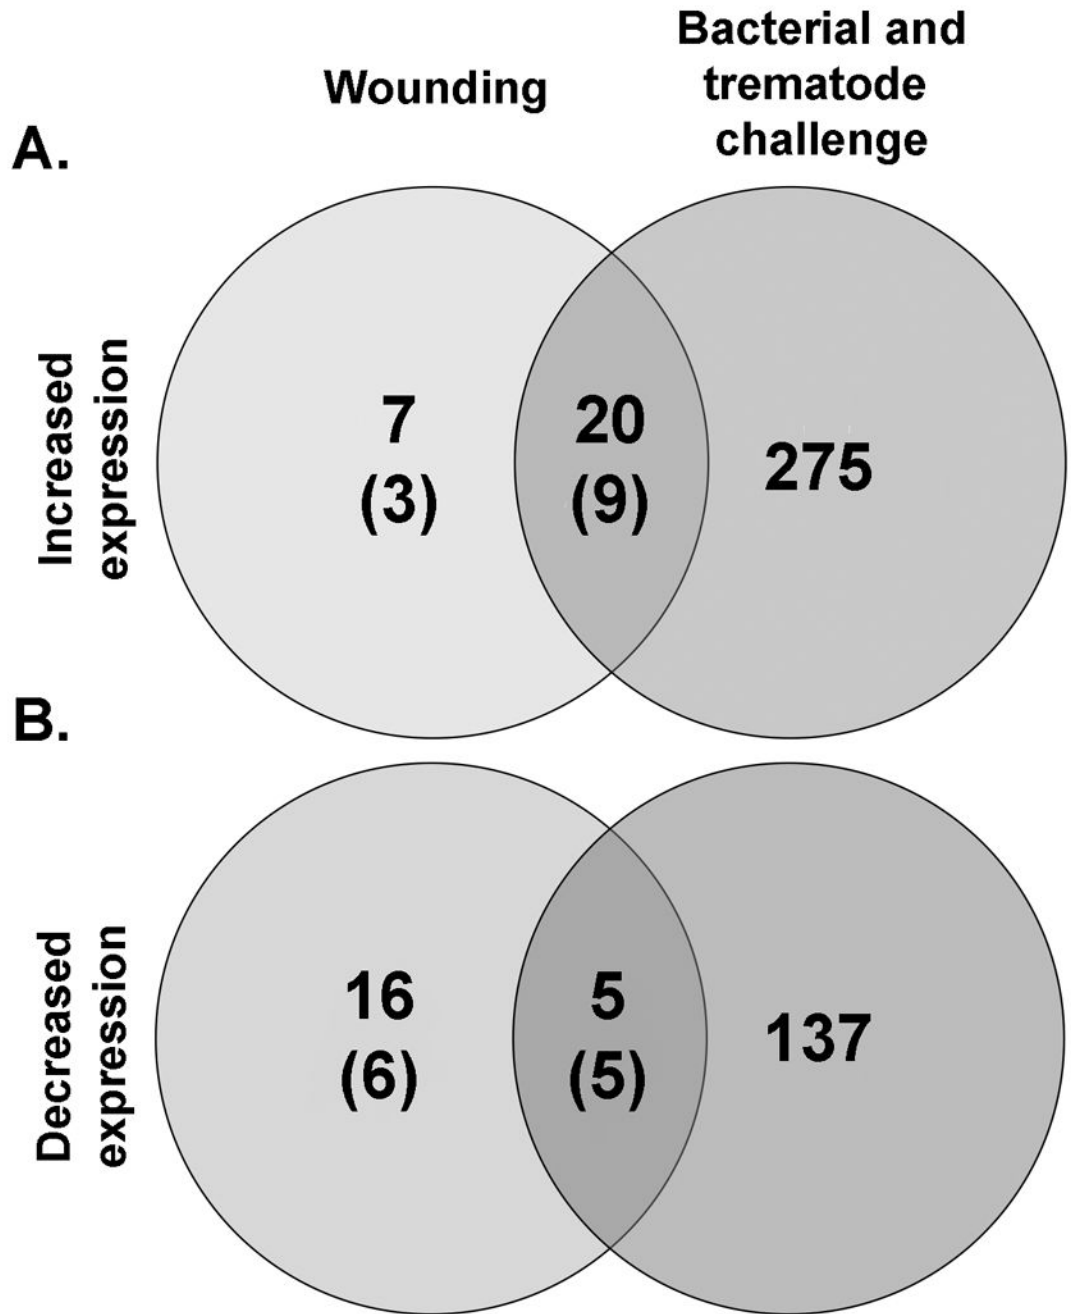 Wounding
Bacterial and
trematode
challenge
A.
Increased
expression
7
(3)
20
(9)
275
B.
Decreased
expression
16
(6)
5
(5)
137